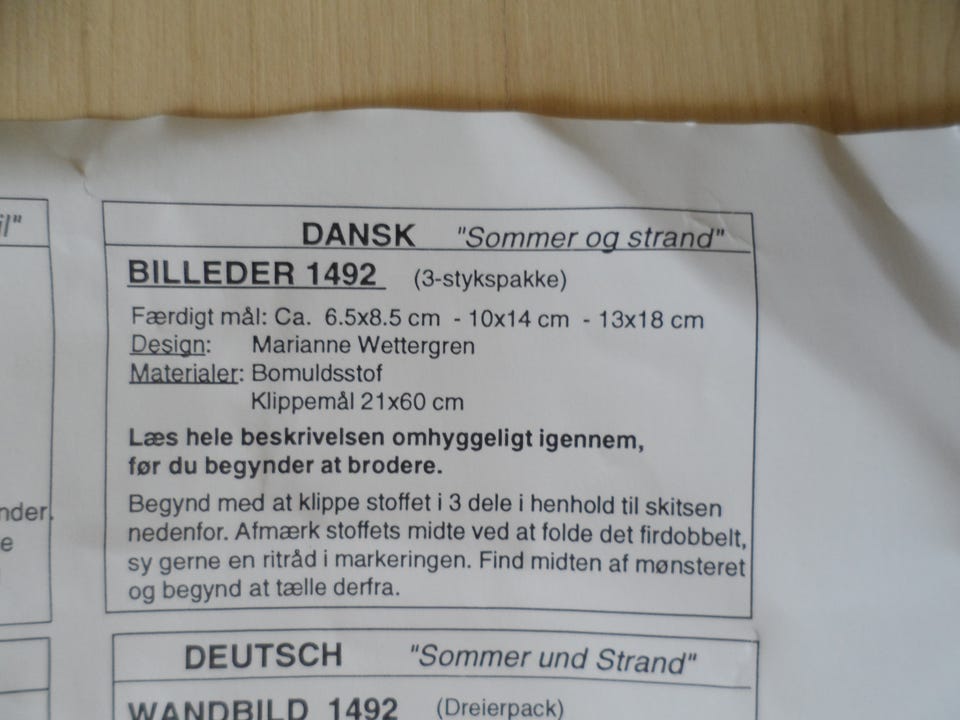 il"
nder.
e
DANSK "Sommer og strand"
BILLEDER 1492 (3-stykspakke)
Færdigt mål: Ca. 6.5x8.5 cm - 10x14 cm - 13x18 cm
Design: Marianne Wettergren
Materialer: Bomuldsstof
Klippemål 21x60 cm
Læs hele beskrivelsen omhyggeligt igennem,
før du begynder at brodere.
Begynd med at klippe stoffet i 3 dele i henhold til skitsen
nedenfor. Afmærk stoffets midte ved at folde det firdobbelt,
sy gerne en ritråd i markeringen. Find midten af mønsteret
og begynd at tælle derfra.
DEUTSCH "Sommer und Strand"
WANDBILD 1492 (Dreierpack)